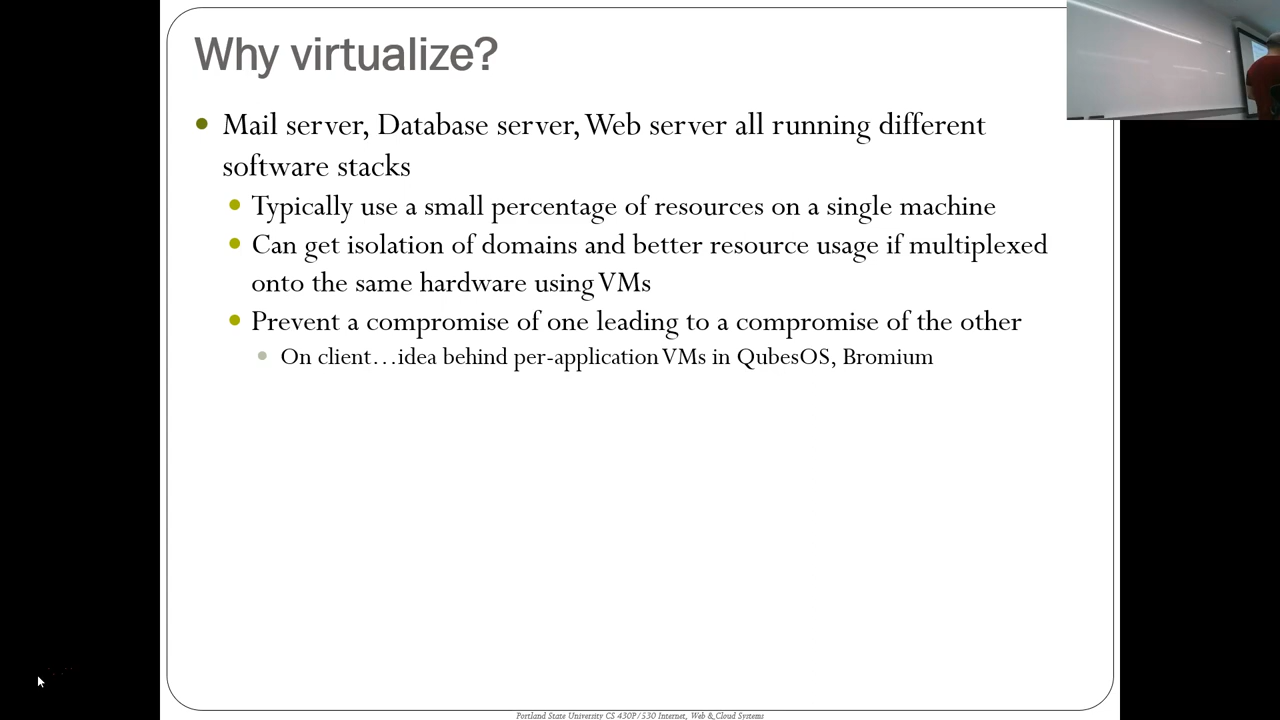 Why virtualize?
Mail server, Database server, Web server all running different
software stacks
Typically use a small percentage of resources on a single machine
Can get isolation of domains and better resource usage if multiplexed
onto the same hardware using VMs
Prevent a compromise of one leading to a compromise of the other
On client…idea behind per-application VMs in QubesOS, Bromium
Portland State University CS 430P/530 Internet, Web & Cloud Systems